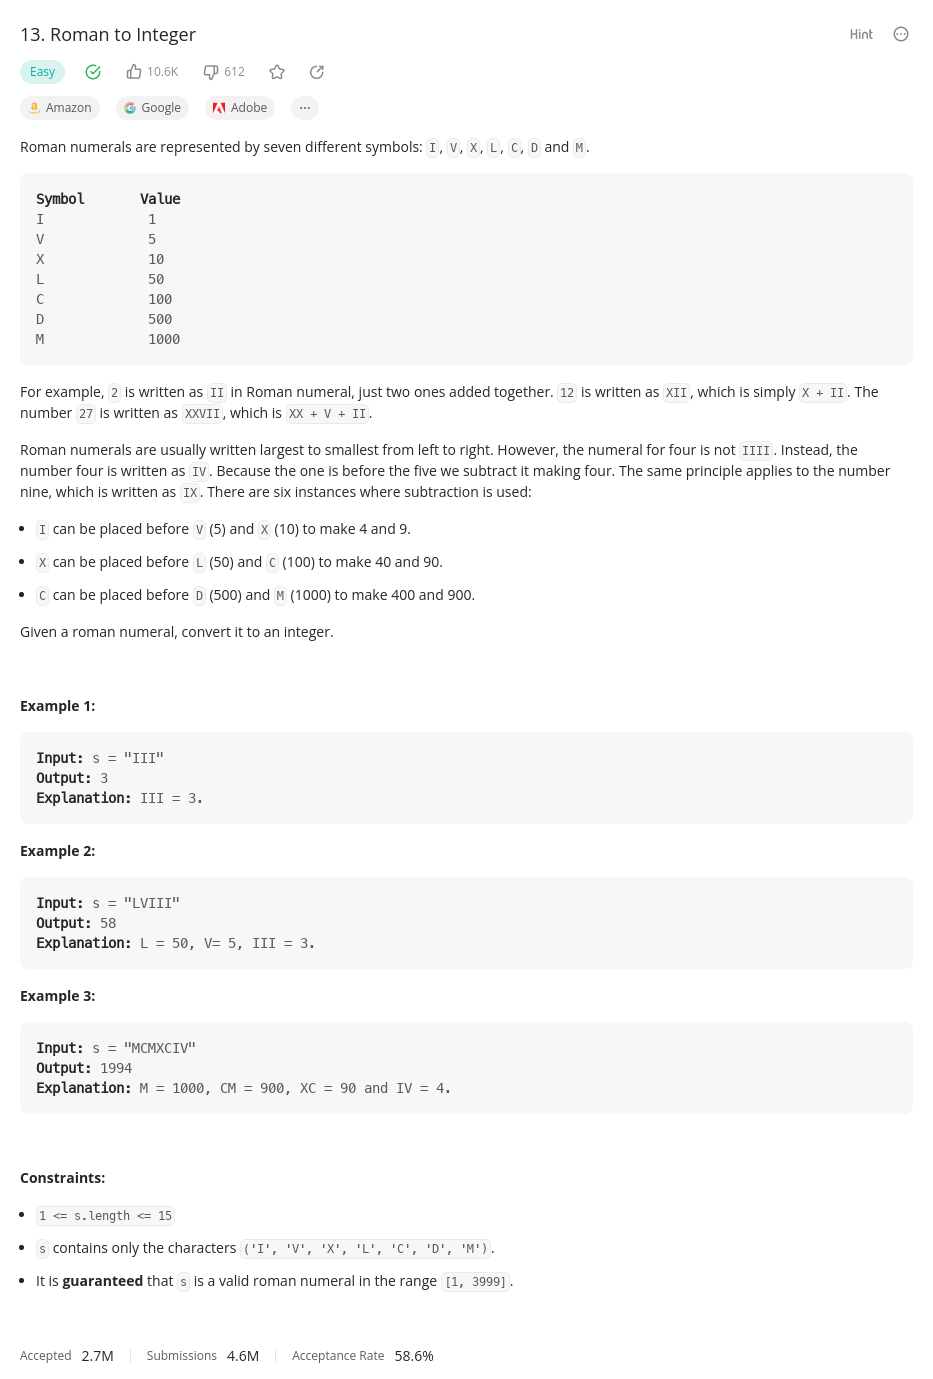 13. Roman to Integer
Hint
Easy 10.6K 612
Amazon Google Adobe ...
Roman numerals are represented by seven different symbols: I, V, X, L, C, D and M.
Symbol Value
I 1
V 5
X 10
L 50
C 100
D 500
M 1000
For example, 2 is written as II in Roman numeral, just two ones added together. 12 is written as XII, which is simply X + II. The
number 27 is written as XXVII, which is XX + V + II.
Roman numerals are usually written largest to smallest from left to right. However, the numeral for four is not IIII. Instead, the
number four is written as IV. Because the one is before the five we subtract it making four. The same principle applies to the number
nine, which is written as IX. There are six instances where subtraction is used:
• I can be placed before V (5) and X (10) to make 4 and 9.
• X can be placed before L (50) and C (100) to make 40 and 90.
• C can be placed before D (500) and M (1000) to make 400 and 900.
Given a roman numeral, convert it to an integer.
Example 1:
Input: s = "III"
Output: 3
Explanation: III = 3.
Example 2:
Input: s = "LVIII"
Output: 58
Explanation: L = 50, V= 5, III = 3.
Example 3:
Input: s = "MCMXCIV"
Output: 1994
Explanation: M = 1000, CM = 900, XC = 90 and IV = 4.
Constraints:
• 1 <= s.length <= 15
• s contains only the characters ('I', 'V', 'X', 'L', 'C', 'D', 'M').
• It is guaranteed that s is a valid roman numeral in the range [1, 3999].
Accepted 2.7M Submissions 4.6M Acceptance Rate 58.6%